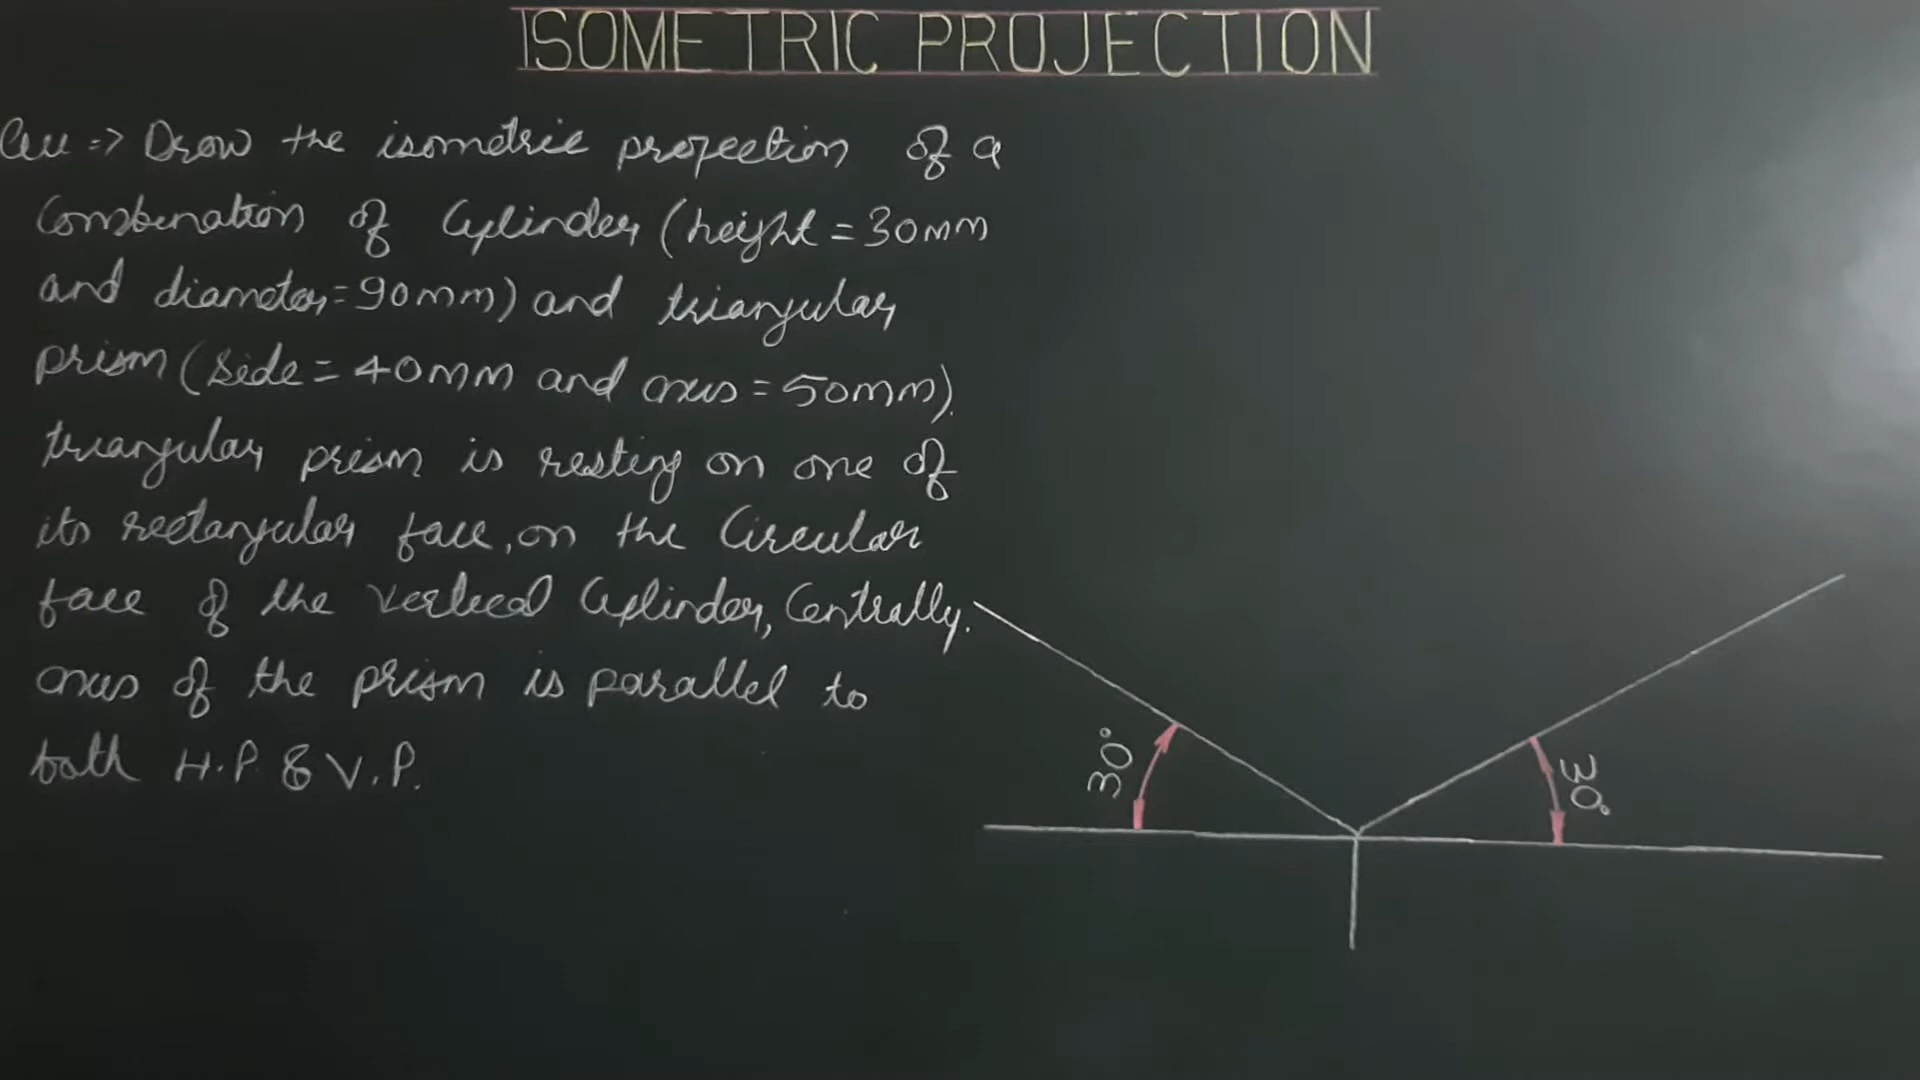 ISOMETRIC PROJECTION
Que => Draw the isometric projection of a
Combination of Cylinder (height = 30mm
and diameter = 90mm) and triangular
prism (side = 40mm and axis = 50mm).
triangular prism is resting on one of
its rectangular face, on the Circular
face of the vertical Cylinder, Centrally.
axis of the prism is parallel to
both H.P. & V.P.
30°
30°